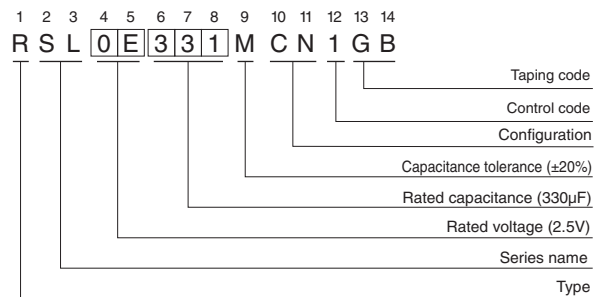 1 2 3 4 5 6 7 8 9 10 11 12 14
R S L 0 E 3 3 1 M C N 1 G B
13
Taping code
Control code
Configuration
Capacitance tolerance (±20%)
Rated capacitance (330µF)
Rated voltage (2.5V)
Series name
Type